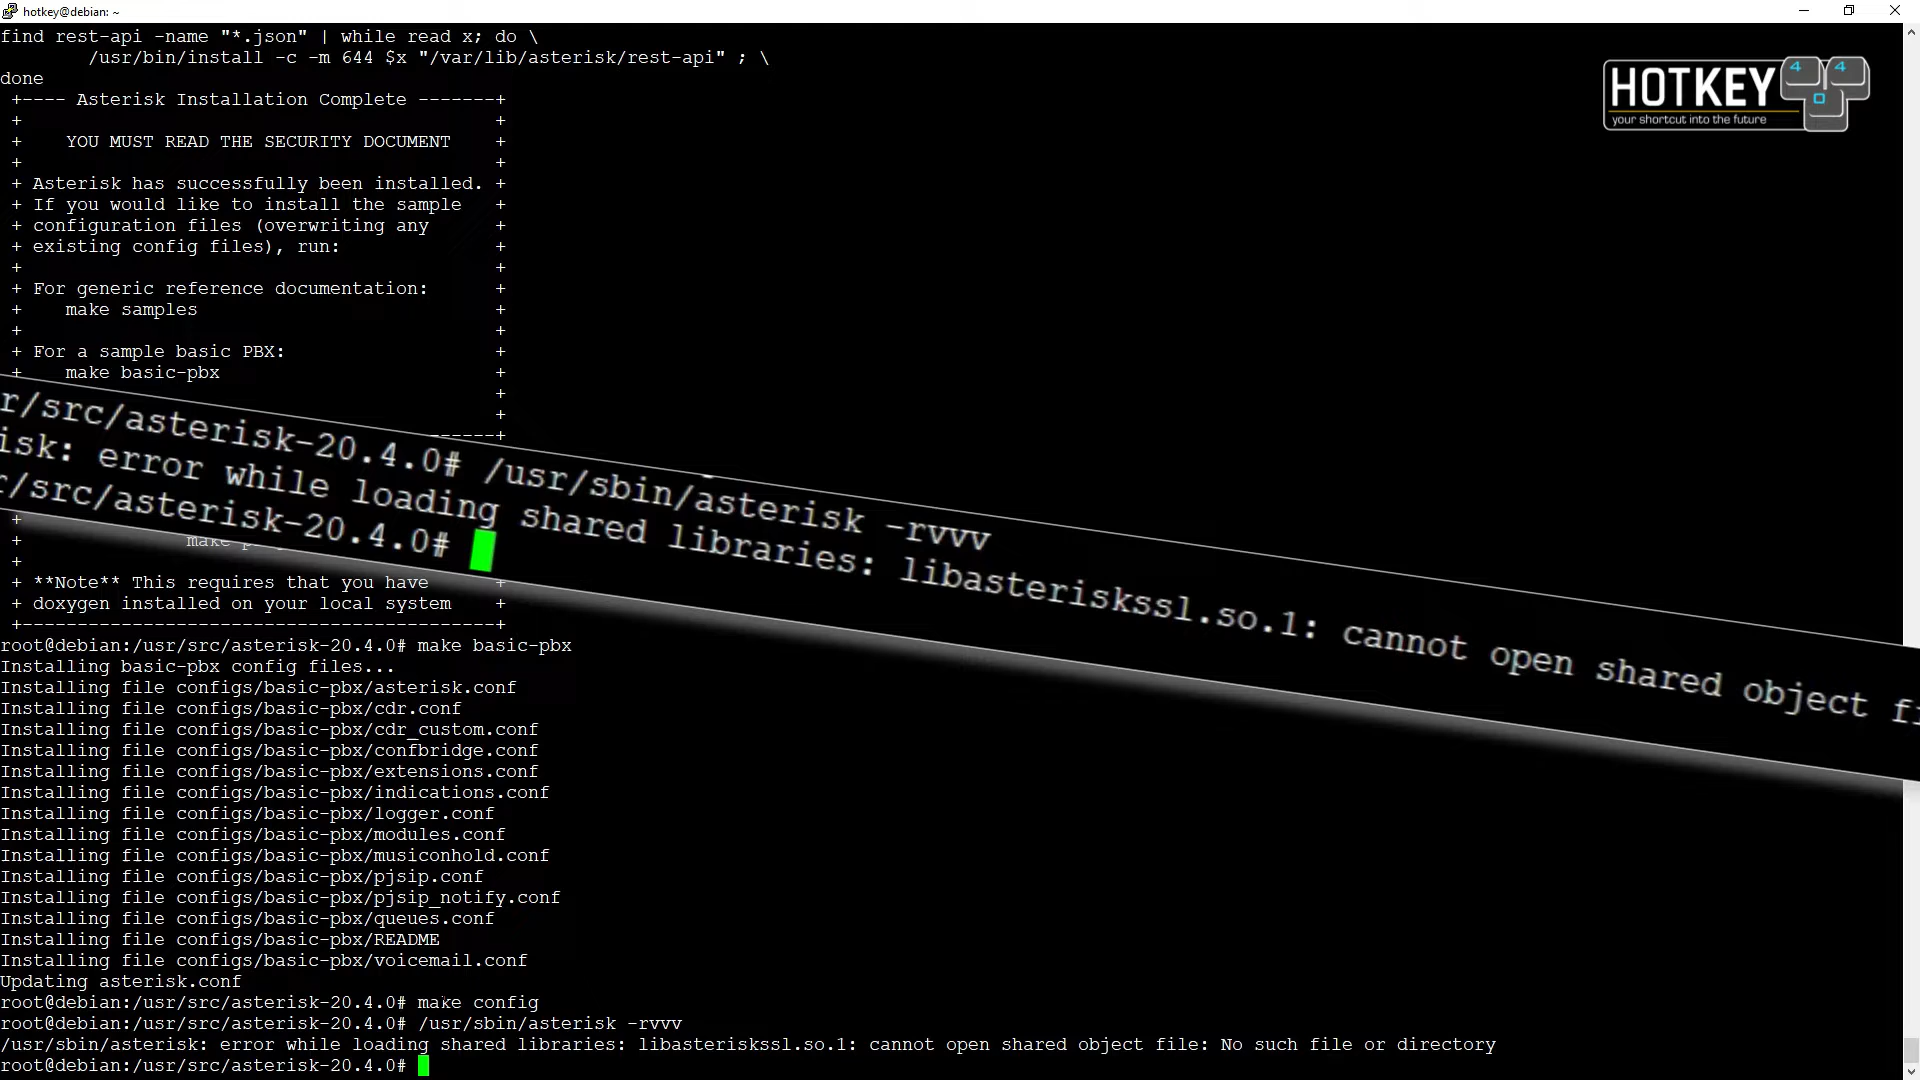 hotkey@debian: ~
find rest-api -name "*.json" | while read x; do \
/usr/bin/install -c -m 644 $x "/var/lib/asterisk/rest-api" ; \
done
+---- Asterisk Installation Complete -------+
+ +
+ YOU MUST READ THE SECURITY DOCUMENT +
+ +
+ Asterisk has successfully been installed. +
+ If you would like to install the sample +
+ configuration files (overwriting any +
+ existing config files), run: +
+ +
+ For generic reference documentation: +
+ make samples +
+ +
+ For a sample basic PBX: +
+ make basic-pbx +
+
+
------+
r/src/asterisk-20.4.0# /usr/sbin/asterisk -rvvv
isk: error while loading shared libraries: libasteriskssl.so.1: cannot open shared object fi
r/src/asterisk-20.4.0#
+
+ make p
+
+ **Note** This requires that you have +
+ doxygen installed on your local system +
+-------------------------------------------+
root@debian:/usr/src/asterisk-20.4.0# make basic-pbx
Installing basic-pbx config files...
Installing file configs/basic-pbx/asterisk.conf
Installing file configs/basic-pbx/cdr.conf
Installing file configs/basic-pbx/cdr_custom.conf
Installing file configs/basic-pbx/confbridge.conf
Installing file configs/basic-pbx/extensions.conf
Installing file configs/basic-pbx/indications.conf
Installing file configs/basic-pbx/logger.conf
Installing file configs/basic-pbx/modules.conf
Installing file configs/basic-pbx/musiconhold.conf
Installing file configs/basic-pbx/pjsip.conf
Installing file configs/basic-pbx/pjsip_notify.conf
Installing file configs/basic-pbx/queues.conf
Installing file configs/basic-pbx/README
Installing file configs/basic-pbx/voicemail.conf
Updating asterisk.conf
root@debian:/usr/src/asterisk-20.4.0# make config
root@debian:/usr/src/asterisk-20.4.0# /usr/sbin/asterisk -rvvv
/usr/sbin/asterisk: error while loading shared libraries: libasteriskssl.so.1: cannot open shared object file: No such file or directory
root@debian:/usr/src/asterisk-20.4.0#
HOTKEY 4 4
your shortcut into the future